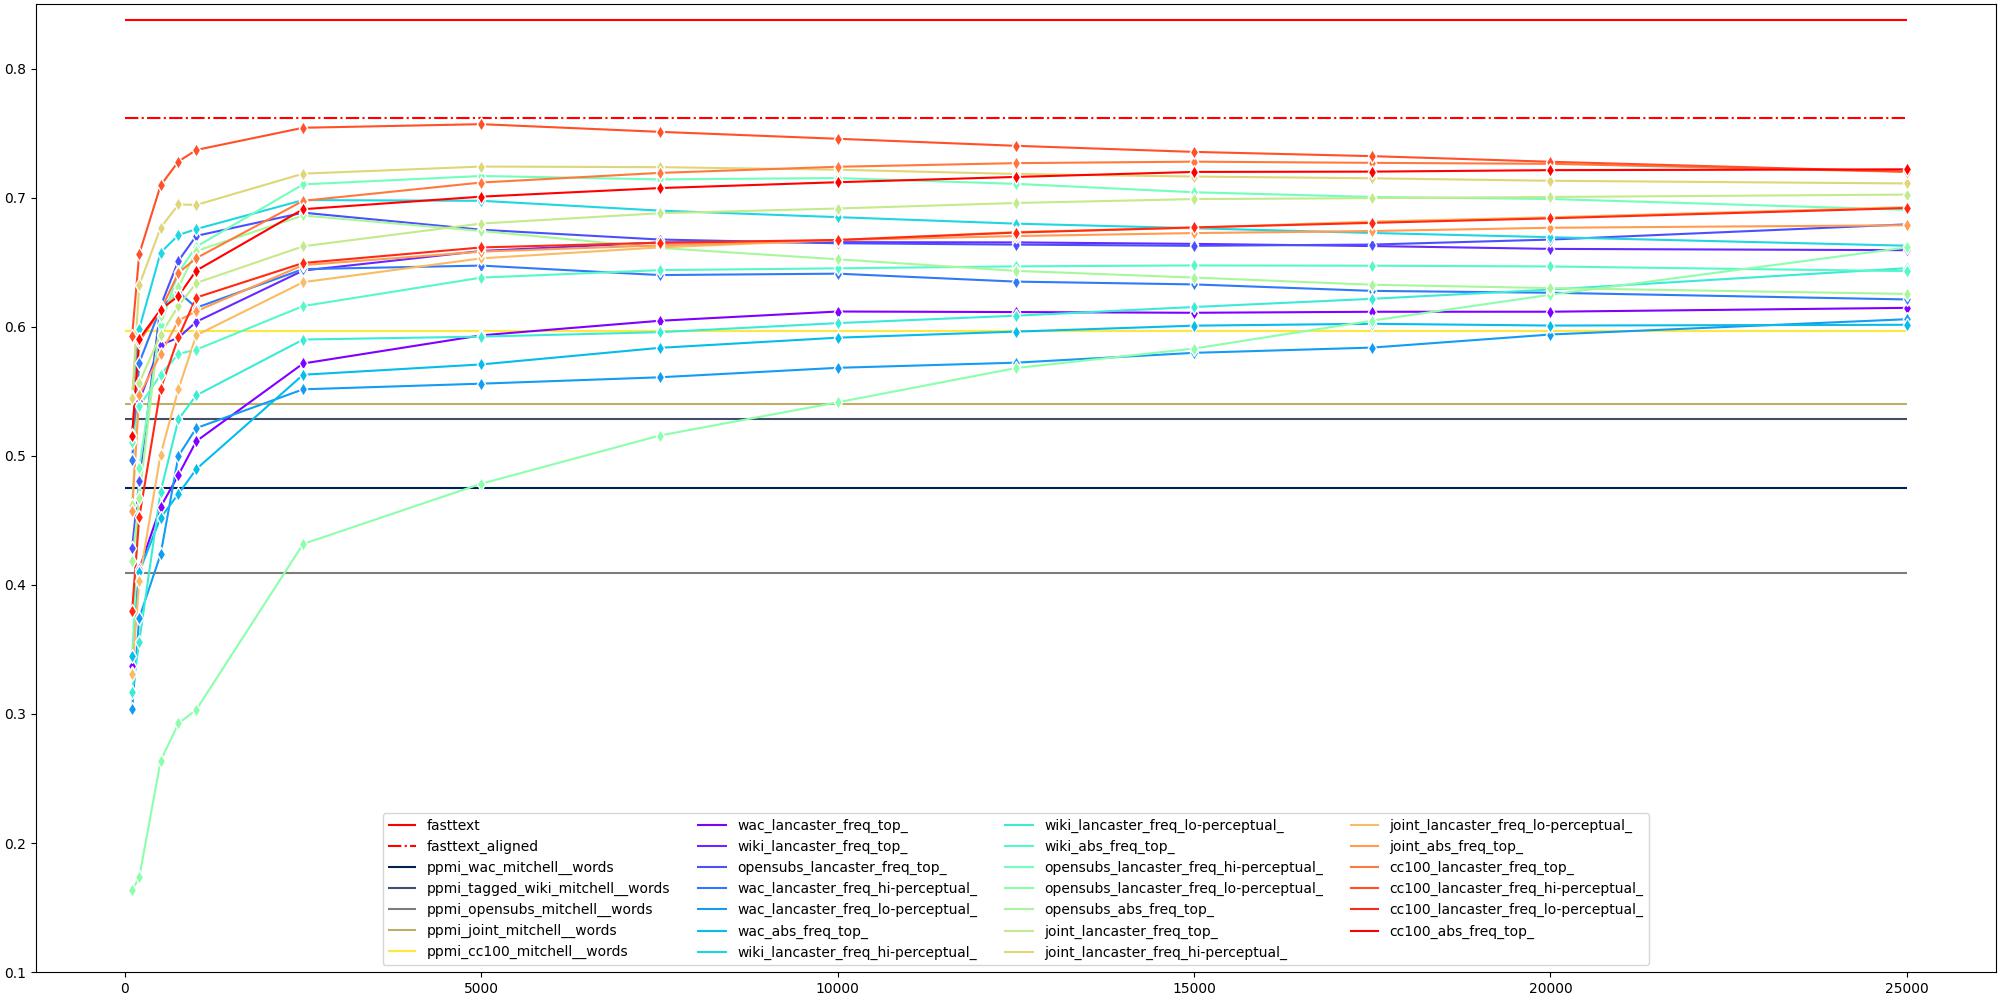 0.8
0.7
0.6
0.5
0.4
0.3
0.2
0.1
fasttext
fasttext_aligned
ppmi_wac_mitchell__words
ppmi_tagged_wiki_mitchell__words
ppmi_opensubs_mitchell__words
ppmi_joint_mitchell__words
ppmi_cc100_mitchell__words
wac_lancaster_freq_top_
wiki_lancaster_freq_top_
opensubs_lancaster_freq_top_
wac_lancaster_freq_hi-perceptual_
wac_lancaster_freq_lo-perceptual_
wac_abs_freq_top_
wiki_lancaster_freq_hi-perceptual_
wiki_lancaster_freq_lo-perceptual_
wiki_abs_freq_top_
opensubs_lancaster_freq_hi-perceptual_
opensubs_lancaster_freq_lo-perceptual_
opensubs_abs_freq_top_
joint_lancaster_freq_top_
joint_lancaster_freq_hi-perceptual_
joint_lancaster_freq_lo-perceptual_
joint_abs_freq_top_
cc100_lancaster_freq_top_
cc100_lancaster_freq_hi-perceptual_
cc100_lancaster_freq_lo-perceptual_
cc100_abs_freq_top_
0 5000 10000 15000 20000 25000